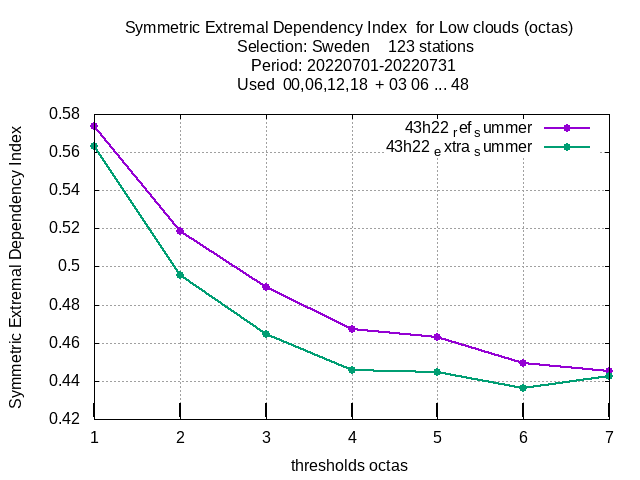 Symmetric Extremal Dependency Index  for Low clouds (octas)
Selection: Sweden    123 stations
Period: 20220701-20220731
Used  00,06,12,18  + 03 06 ... 48
43h22 ref summer
43h22 extra summer
Symmetric Extremal Dependency Index
0.58
0.56
0.54
0.52
0.5
0.48
0.46
0.44
0.42
1 2 3 4 5 6 7
thresholds octas